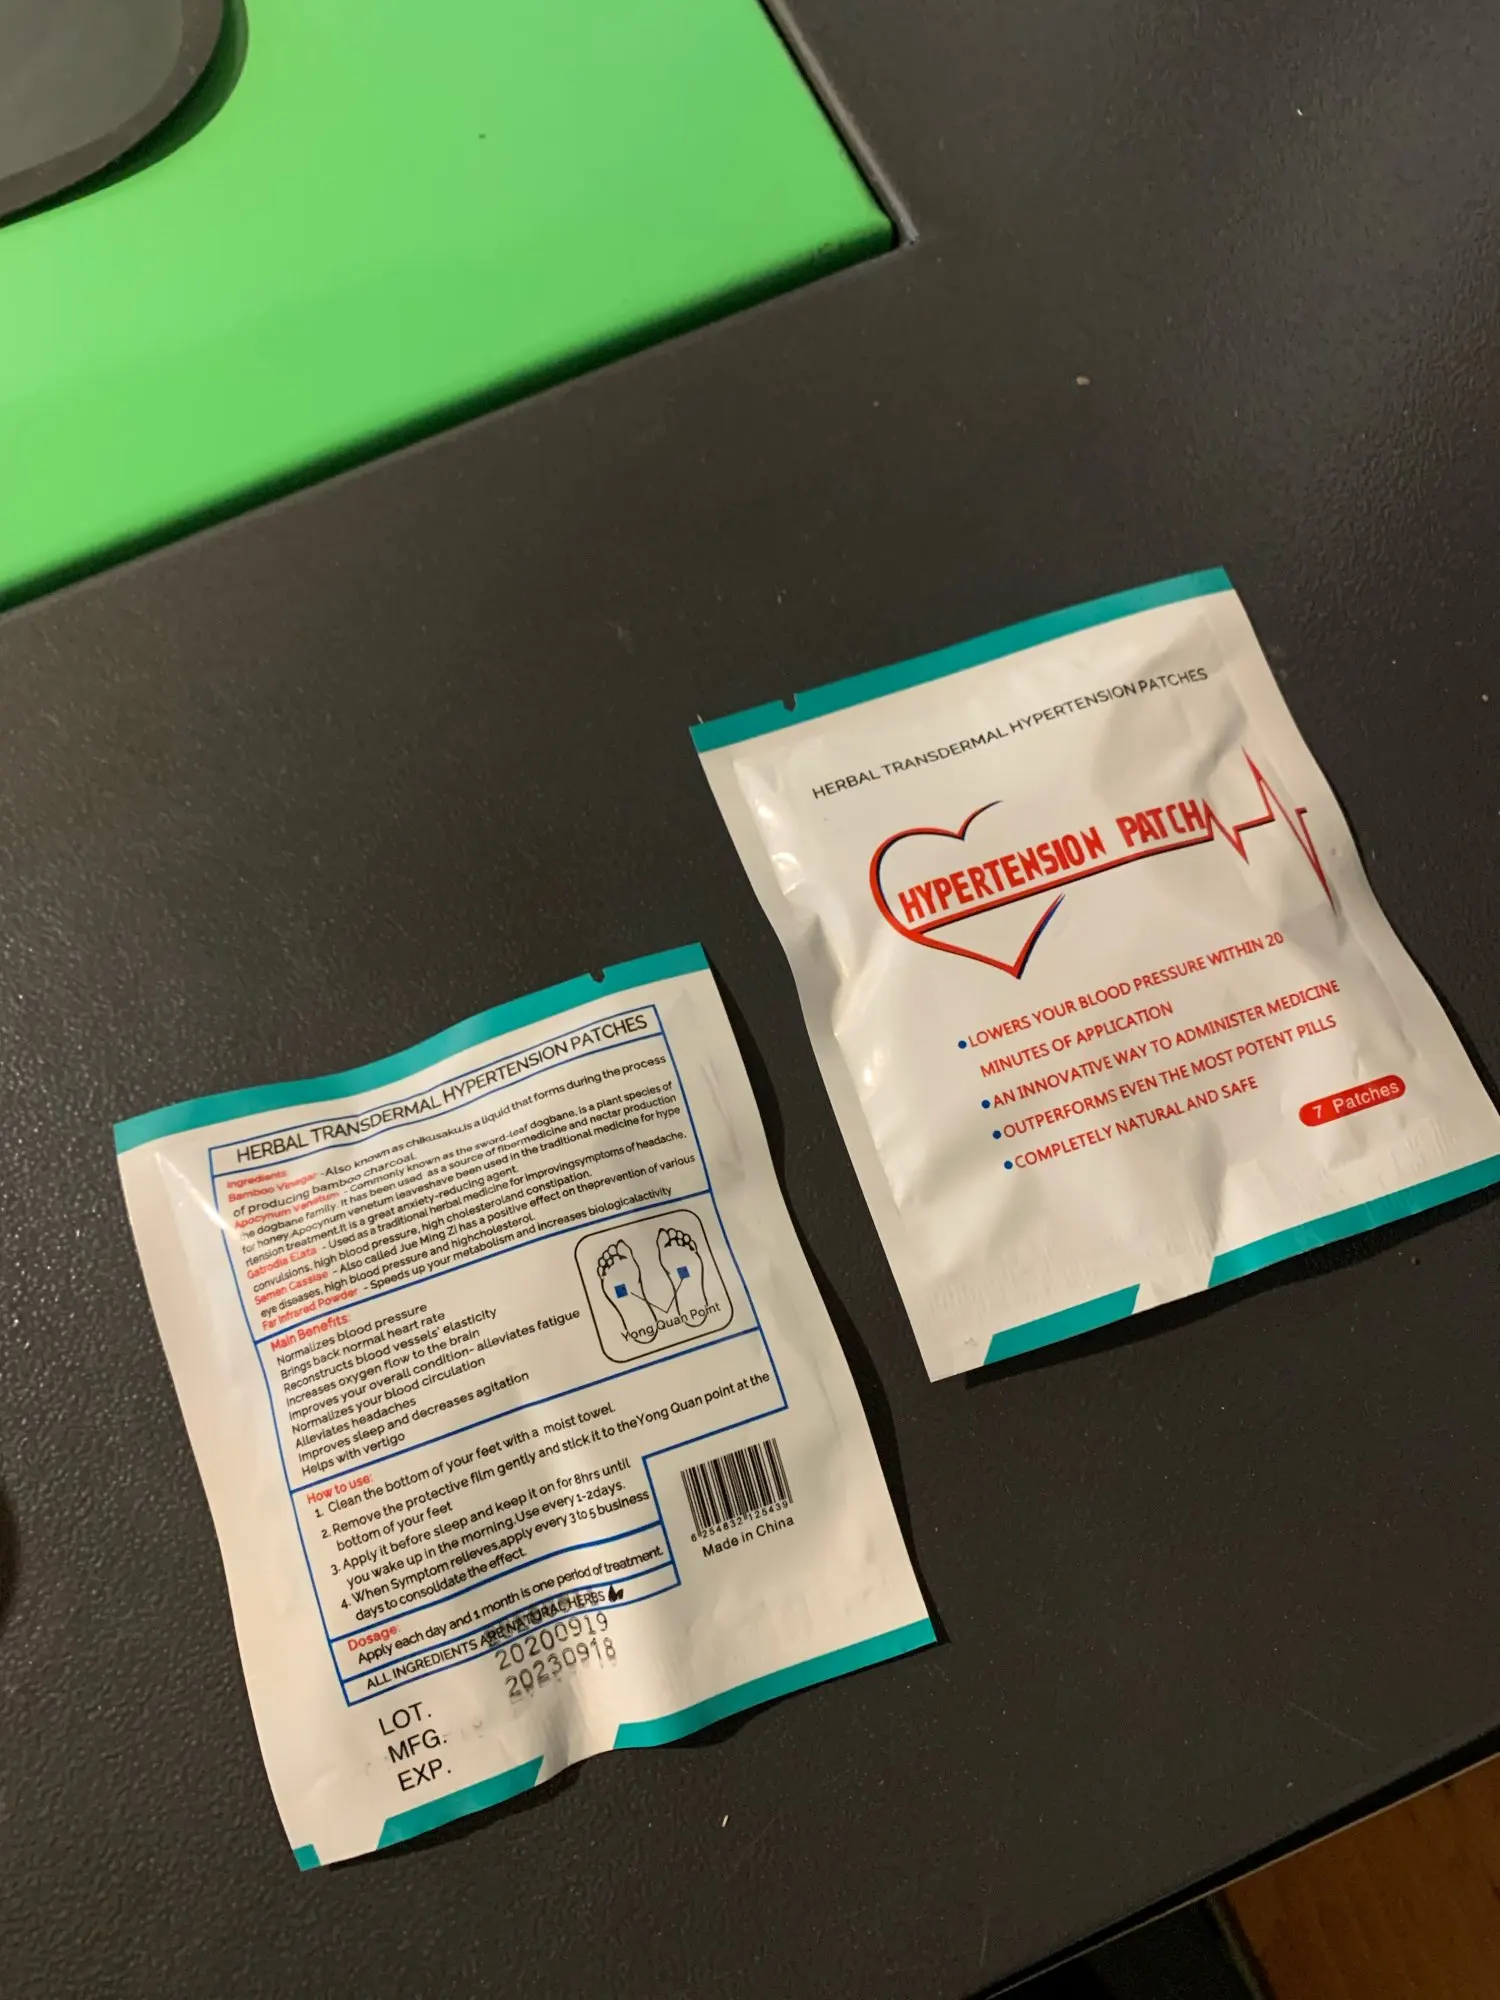 HERBAL TRANSDERMAL HYPERTENSION PATCHES
HYPERTENSION PATCH
•LOWERS YOUR BLOOD PRESSURE WITHIN 20
MINUTES OF APPLICATION
•AN INNOVATIVE WAY TO ADMINISTER MEDICINE
•OUTPERFORMS EVEN THE MOST POTENT PILLS
•COMPLETELY NATURAL AND SAFE
7 Patches
HERBAL TRANSDERMAL HYPERTENSION PATCHES
Ingredients:
Bamboo Vinegar -Also known as chikusaku,is a liquid that forms during the process
of producing bamboo charcoal.
Apocynum Venetum - Commonly known as the sword-leaf dogbane, is a plant species of
the dogbane family. It has been used as a source of fibermedicine and nectar production
for honey.Apocynum venetum leaveshave been used in the traditional medicine for hype
rtension treatment.It is a great anxiety-reducing agent.
Gatrodia ELata - Used as a traditional herbal medicine for improvingsymptoms of headache,
convulsions, high blood pressure, high cholesteroland constipation.
Semen Cassiae - Also called Jue Ming Zi has a positive effect on theprevention of various
eye diseases, high blood pressure and highcholesterol.
Far Infrared Powder - Speeds up your metabolism and increases biologicalactivity
Main Benefits:
Normalizes blood pressure
Brings back normal heart rate
Reconstructs blood vessels' elasticity
Increases oxygen flow to the brain
Improves your overall condition- alleviates fatigue
Normalizes your blood circulation
Alleviates headaches
Improves sleep and decreases agitation
Helps with vertigo
Yong Quan Point
How to use:
1. Clean the bottom of your feet with a moist towel.
2. Remove the protective film gently and stick it to theYong Quan point at the
bottom of your feet
3. Apply it before sleep and keep it on for 8hrs until
you wake up in the morning.Use every 1-2days.
4. When Symptom relieves,apply every 3 to 5 business
days to consolidate the effect.
Dosage:
Apply each day and 1 month is one period of treatment.
ALL INGREDIENTS ARE NATURAL HERBS
6 254632 125439
Made in China
20200919
20230918
LOT.
MFG.
EXP.